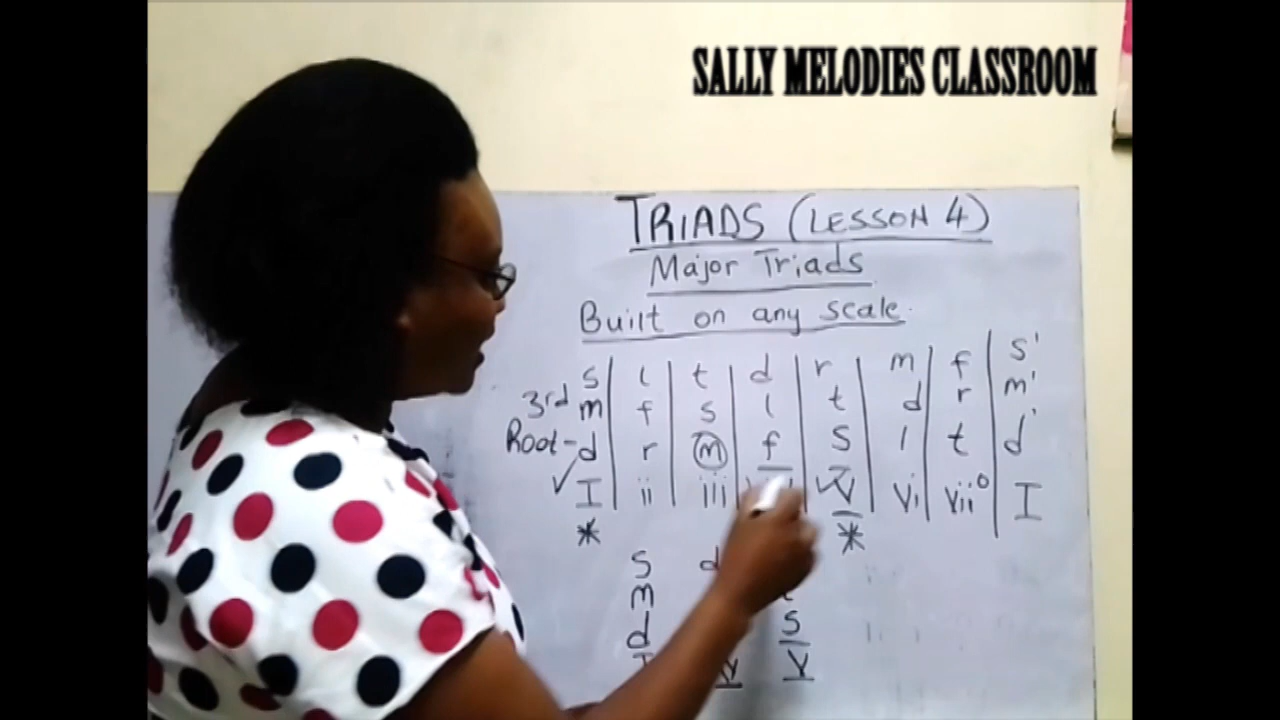 SALLY MELODIES CLASSROOM
TRIADS (LESSON 4)
Major Triads
Built on any scale.
s l t d r m f s'
3rd m f s l t d r m'
Root- d r m f s l t d'
✓ I ii iii ✓ V vi vii° I
* *
s d
m
d s
V